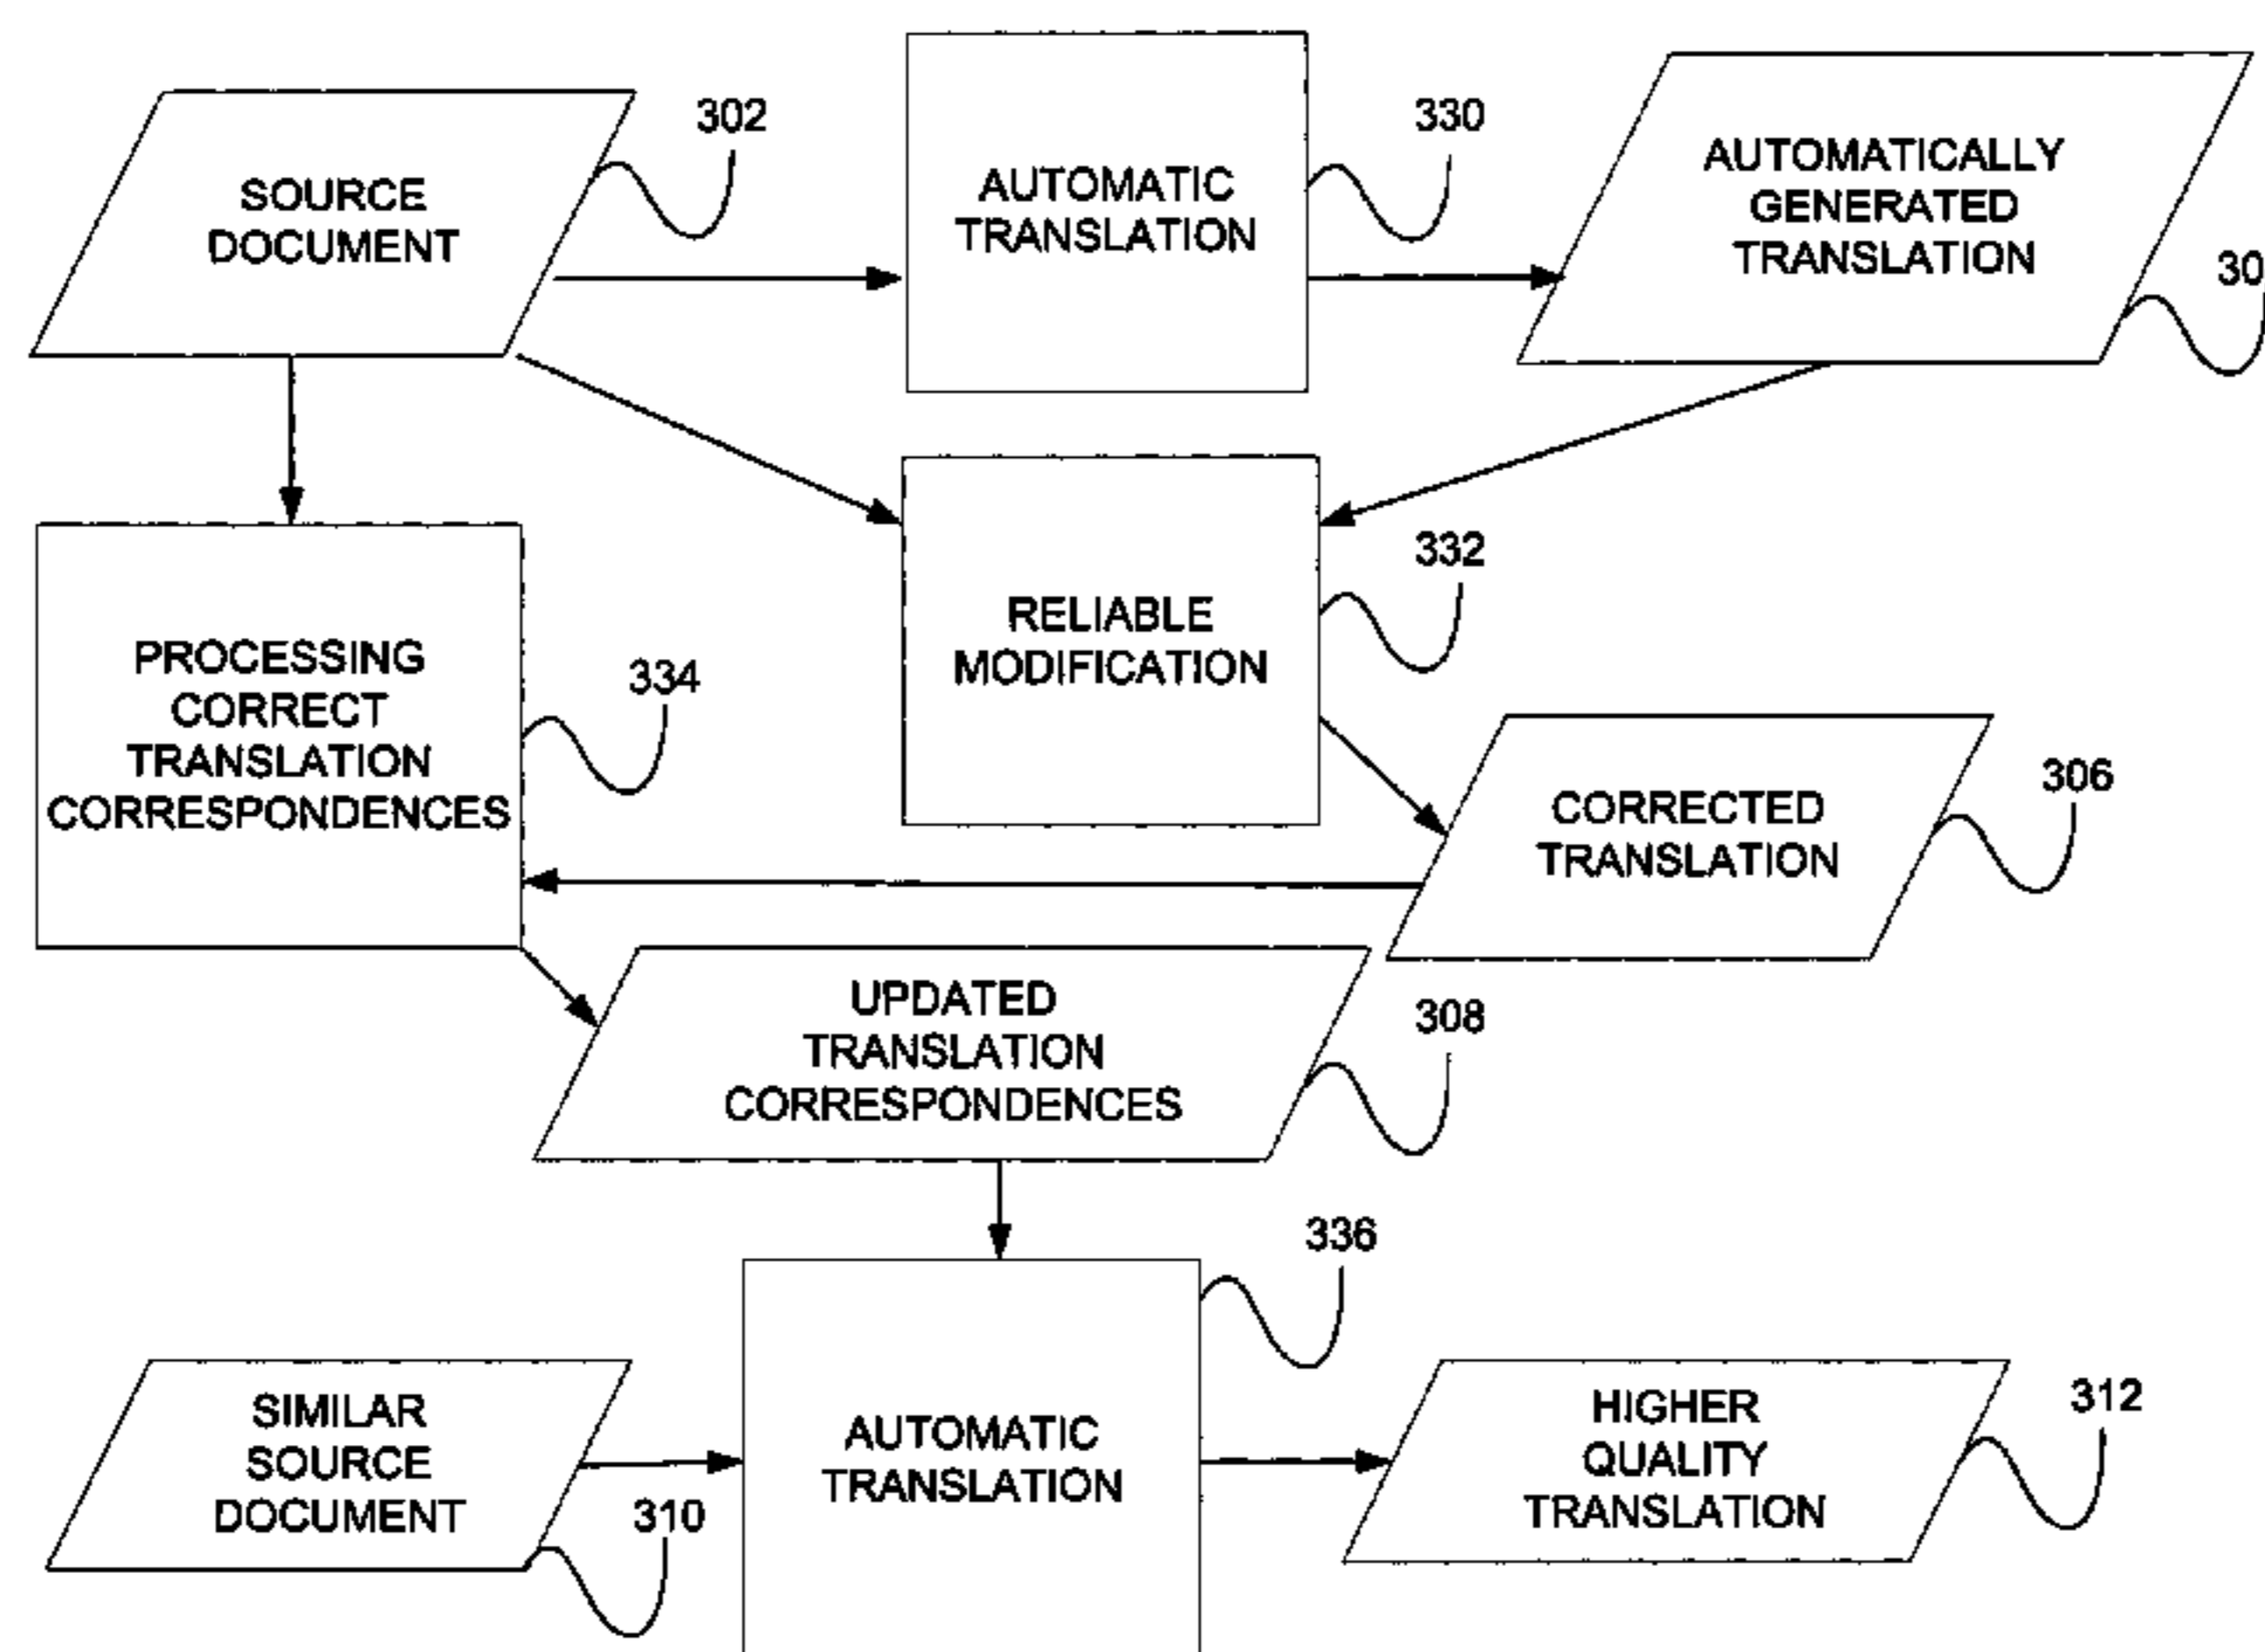 SOURCE
DOCUMENT
302
AUTOMATIC
TRANSLATION
330
AUTOMATICALLY
GENERATED
TRANSLATION
30
PROCESSING
CORRECT
TRANSLATION
CORRESPONDENCES
334
RELIABLE
MODIFICATION
332
CORRECTED
TRANSLATION
306
UPDATED
TRANSLATION
CORRESPONDENCES
308
SIMILAR
SOURCE
DOCUMENT
310
AUTOMATIC
TRANSLATION
336
HIGHER
QUALITY
TRANSLATION
312